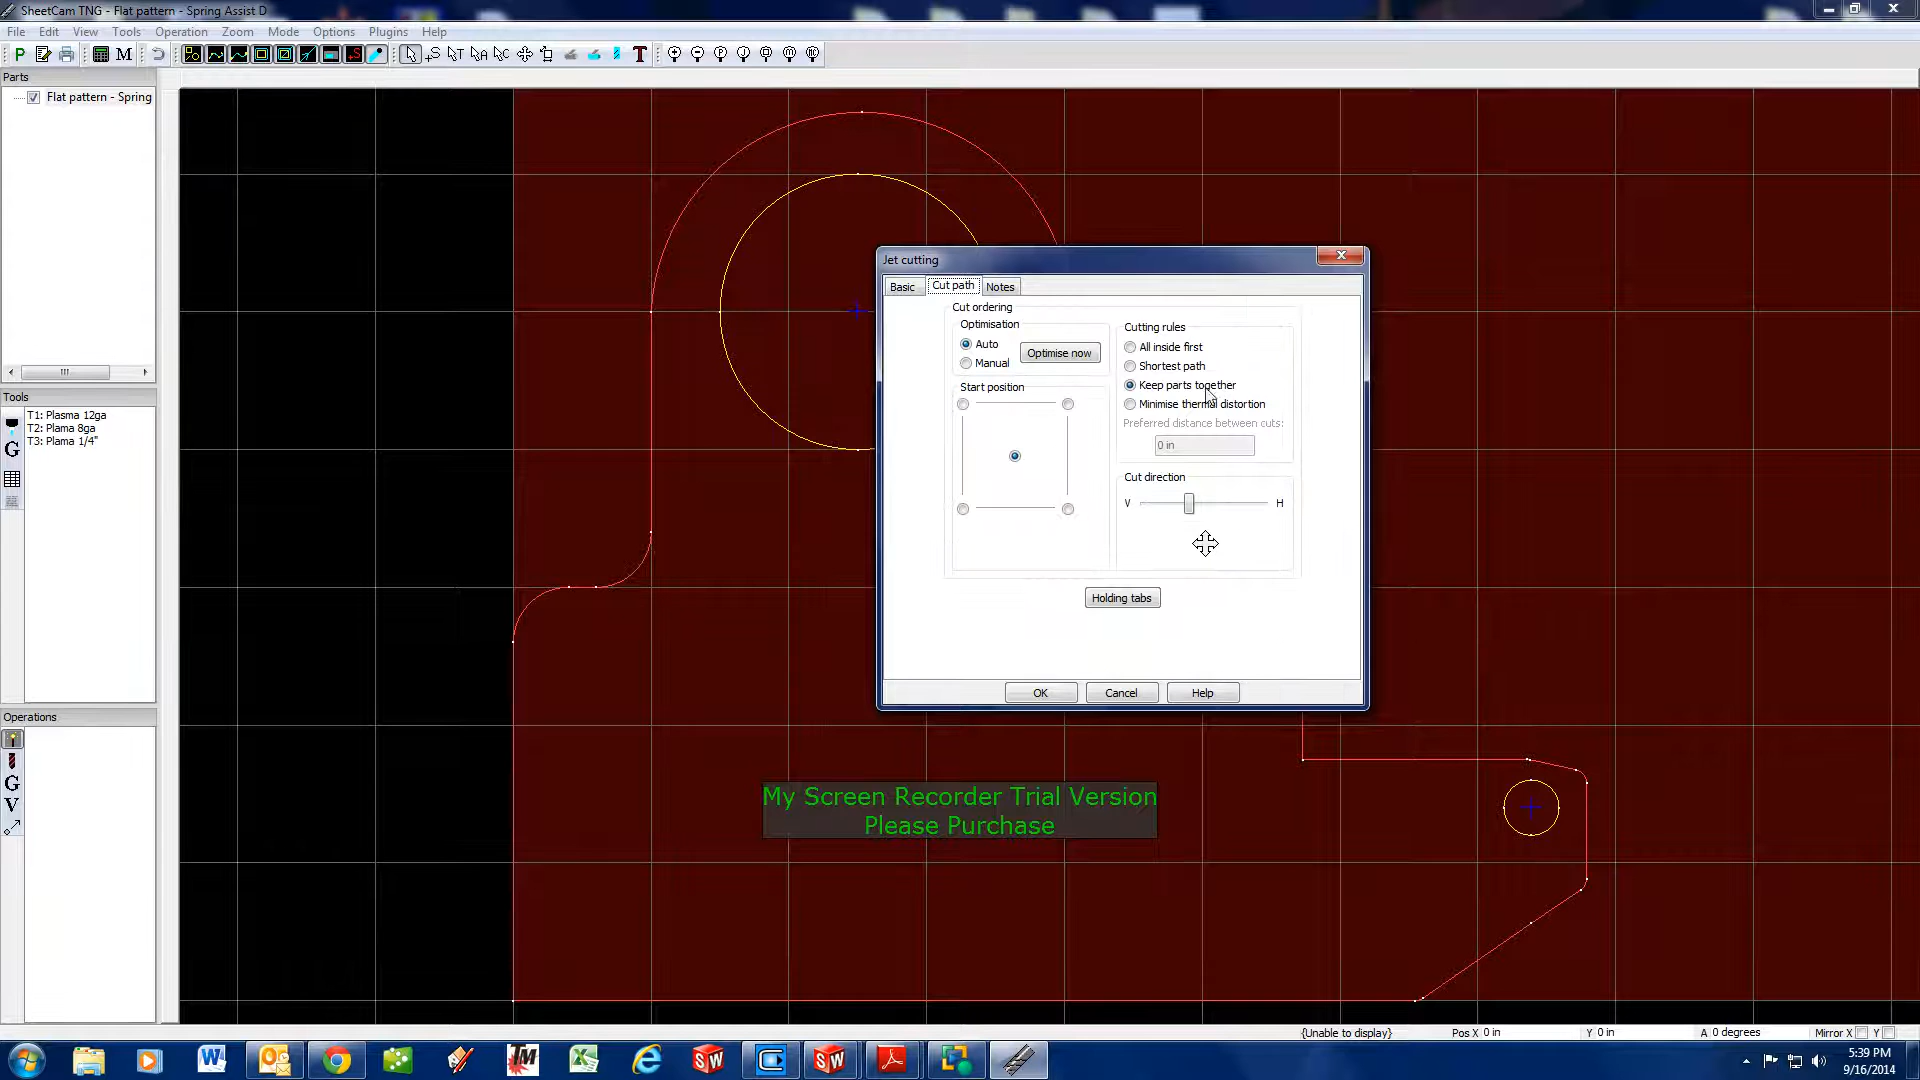 SheetCam TNG - Flat pattern - Spring Assist D
File Edit View Tools Operation Zoom Mode Options Plugins Help
P M S T A C T P J M MC
Parts
Flat pattern - Spring
Tools
T1: Plasma 12ga
T2: Plama 8ga
T3: Plama 1/4"
G
Operations
G
V
Jet cutting
Basic Cut path Notes
Cut ordering
Optimisation
Auto
Manual
Optimise now
Start position
Cutting rules
All inside first
Shortest path
Keep parts together
Minimise thermal distortion
Preferred distance between cuts:
0 in
Cut direction
V H
Holding tabs
OK Cancel Help
My Screen Recorder Trial Version
Please Purchase
{Unable to display} Pos X 0 in Y 0 in A 0 degrees Mirror X Y
5:39 PM
9/16/2014